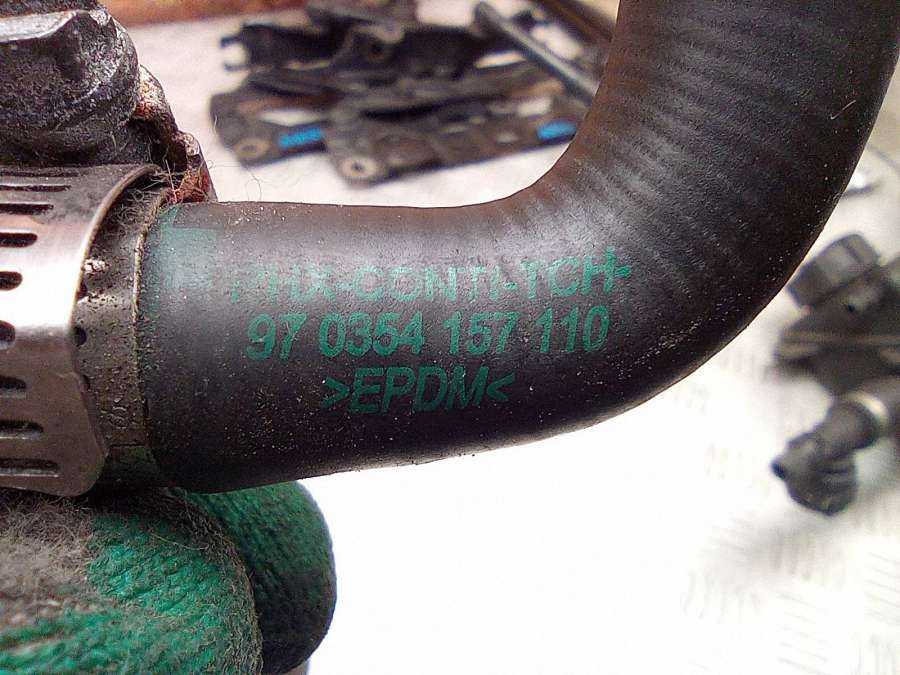 PHX-CONTI-TCH-
97 0354 157 110
>EPDM<